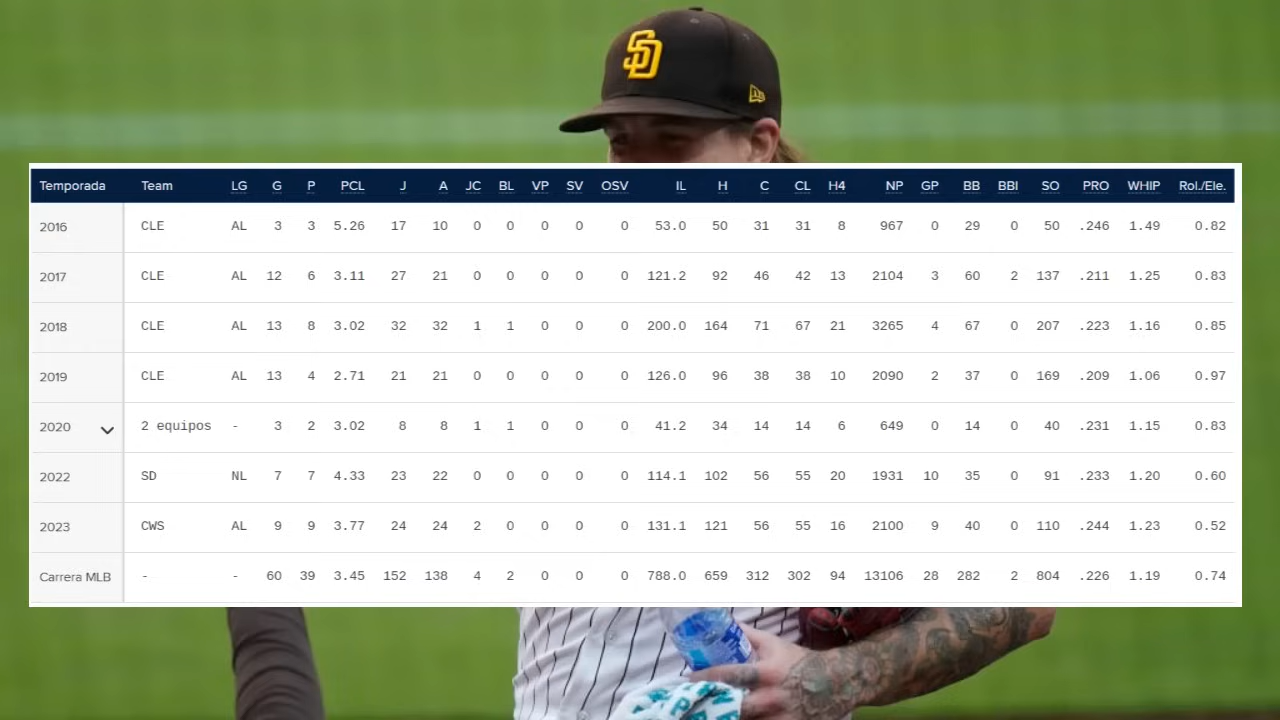 SD
Temporada Team LG G P PCL J A JC BL VP SV OSV IL H C CL H4 NP GP BB BBI SO PRO WHIP Rol./Ele.
2016 CLE AL 3 3 5.26 17 10 0 0 0 0 0 53.0 50 31 31 8 967 0 29 0 50 .246 1.49 0.82
2017 CLE AL 12 6 3.11 27 21 0 0 0 0 0 121.2 92 46 42 13 2104 3 60 2 137 .211 1.25 0.83
2018 CLE AL 13 8 3.02 32 32 1 1 0 0 0 200.0 164 71 67 21 3265 4 67 0 207 .223 1.16 0.85
2019 CLE AL 13 4 2.71 21 21 0 0 0 0 0 126.0 96 38 38 10 2090 2 37 0 169 .209 1.06 0.97
2020 2 equipos - 3 2 3.02 8 8 1 1 0 0 0 41.2 34 14 14 6 649 0 14 0 40 .231 1.15 0.83
2022 SD NL 7 7 4.33 23 22 0 0 0 0 0 114.1 102 56 55 20 1931 10 35 0 91 .233 1.20 0.60
2023 CWS AL 9 9 3.77 24 24 2 0 0 0 0 131.1 121 56 55 16 2100 9 40 0 110 .244 1.23 0.52
Carrera MLB - - 60 39 3.45 152 138 4 2 0 0 0 788.0 659 312 302 94 13106 28 282 2 804 .226 1.19 0.74